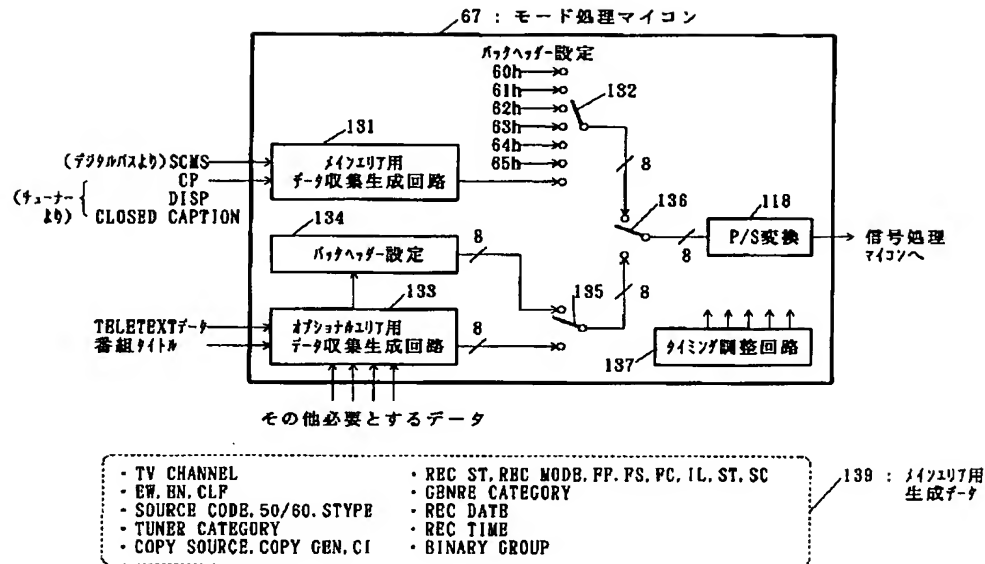 67 : モード処理マイコン
パックヘッダー設定
60h
61h
62h
63h
64h
65h
132
131
メインエリア用
データ収集生成回路
(デジタルバスより)SCMS
CP
(チューナー
より)
DISP
CLOSED CAPTION
8
136
118
P/S変換
8
信号処理
マイコンへ
134
パックヘッダー設定
8
133
135
8
TELETEXTデータ
番組タイトル
オプショナルエリア用
データ収集生成回路
8
タイミング調整回路
137
その他必要とするデータ
・TV CHANNEL
・EW. EN. CLF
・SOURCE CODE. 50/60. STYPE
・TUNER CATEGORY
・COPY SOURCE. COPY GEN. CI
・REC ST. REC MODE. FF. FS. FC. IL. ST. SC
・GENRE CATEGORY
・REC DATE
・REC TIME
・BINARY GROUP
139 : メインエリア用
生成データ